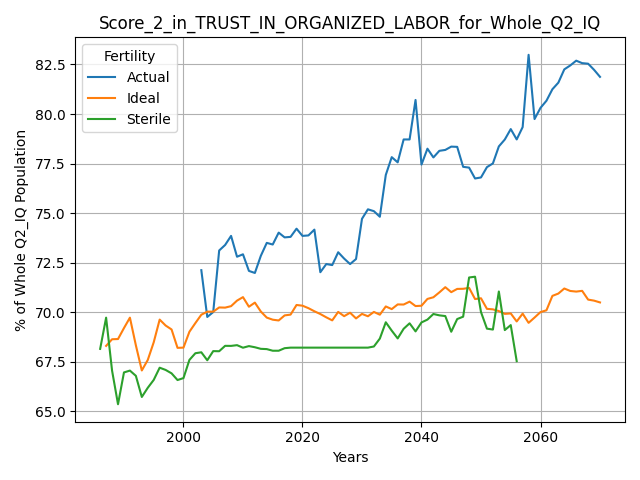 Score_2_in_TRUST_IN_ORGANIZED_LABOR_for_Whole_Q2_IQ
Fertility
Actual
Ideal
Sterile
82.5
80.0
77.5
75.0
72.5
70.0
67.5
65.0
% of Whole Q2_IQ Population
2000
2020
2040
2060
Years